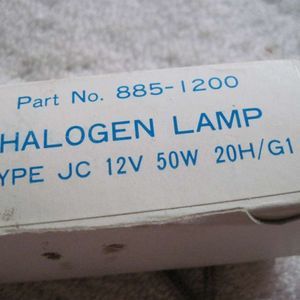 Part No. 885-1200
HALOGEN LAMP
YPE JC 12V 50W 20H/G1